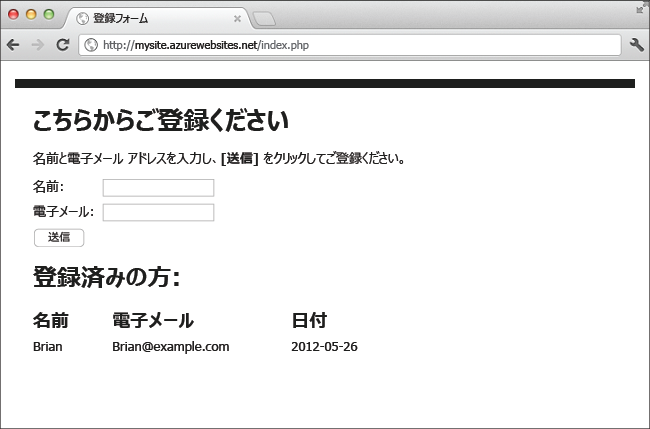 登録フォーム
http://mysite.azurewebsites.net/index.php
こちらからご登録ください
名前と電子メール アドレスを入力し、[送信] をクリックしてご登録ください。
名前:
電子メール:
送信
登録済みの方:
名前 電子メール 日付
Brian Brian@example.com 2012-05-26